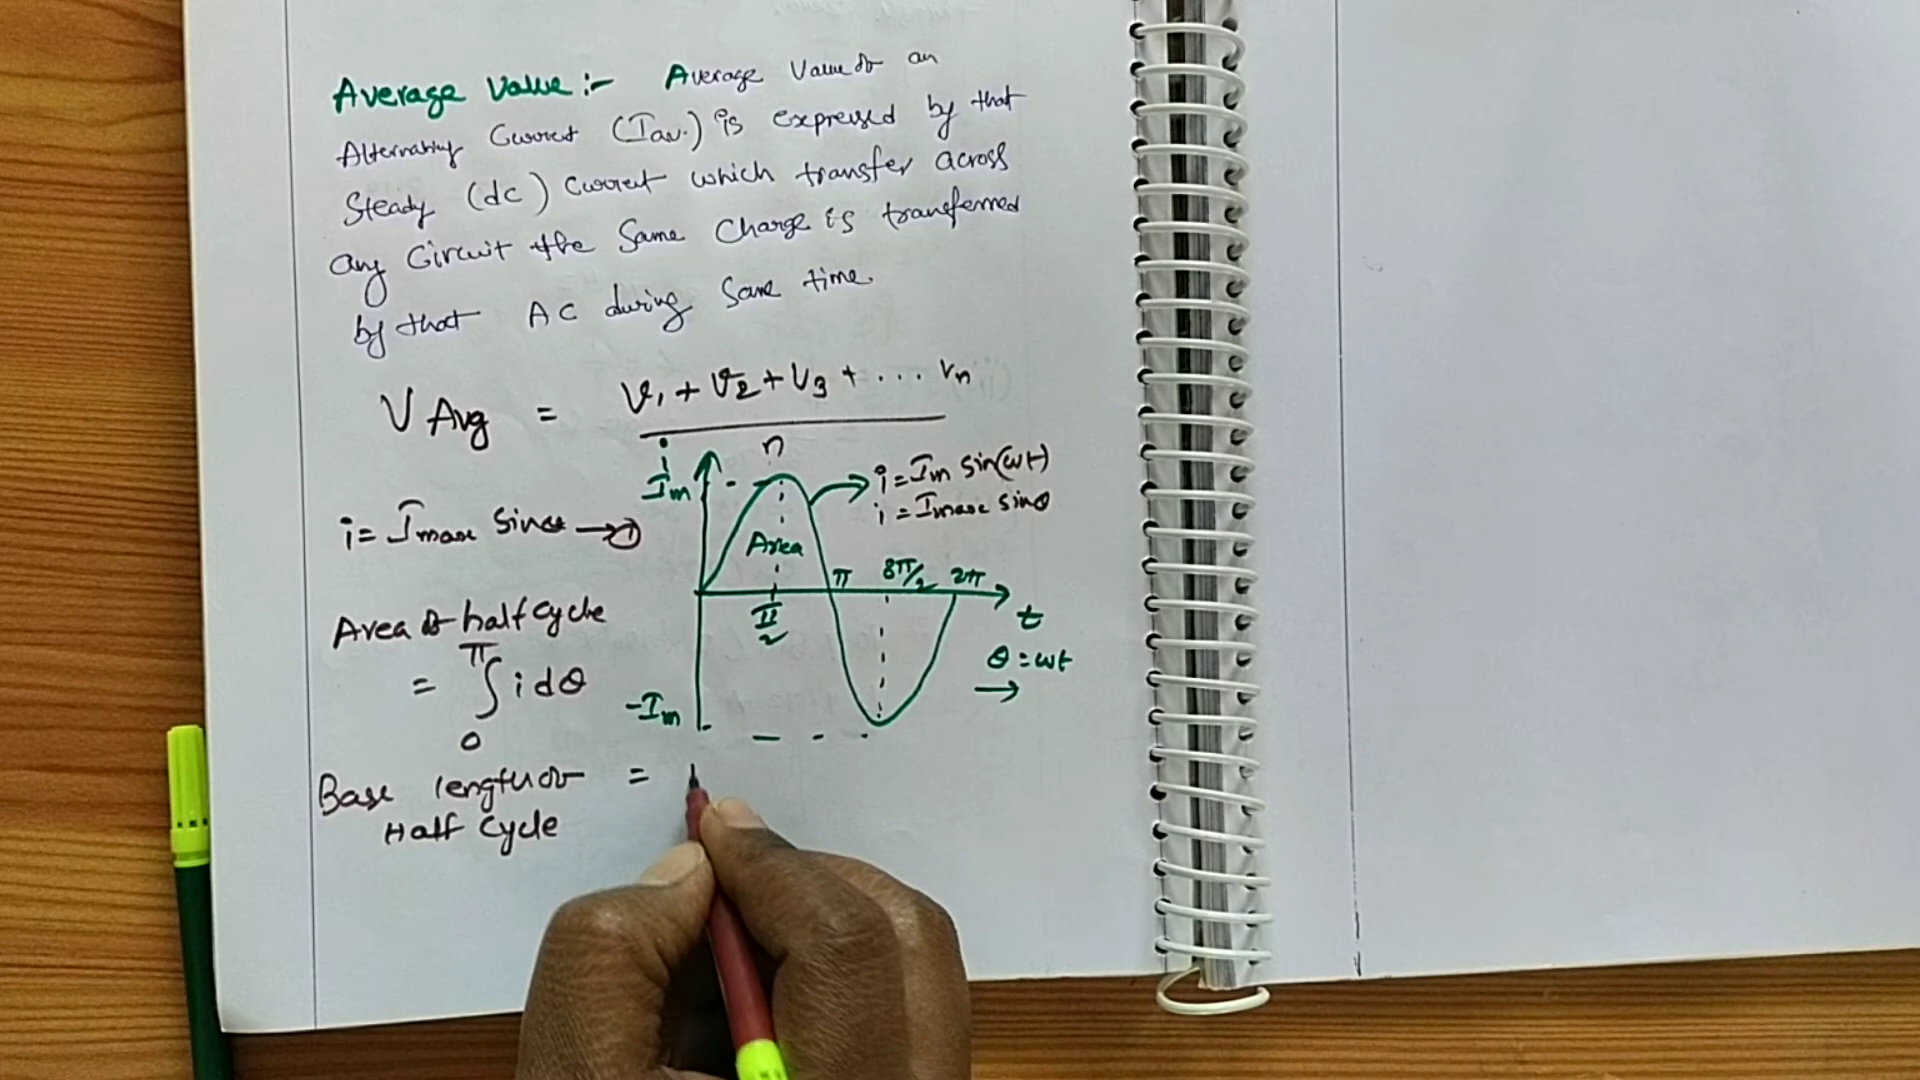 Average Value :- Average Value of an
Alternating Current (Iav.) is expressed by that
Steady (dc) Current which transfer across
any Circuit the Same Charge is transferred
by that AC during Same time.
V Avg = V1 + V2 + V3 + ... Vn
n
i
Im
i = Im Sin(ωt)
i = Imax sinθ
i = Imax Sinθ → 1
Area
π
3π/2
2π
π/2
t
θ = ωt
→
-Im
Area of half Cycle
= ∫ i dθ
π
0
Base length of =
Half Cycle